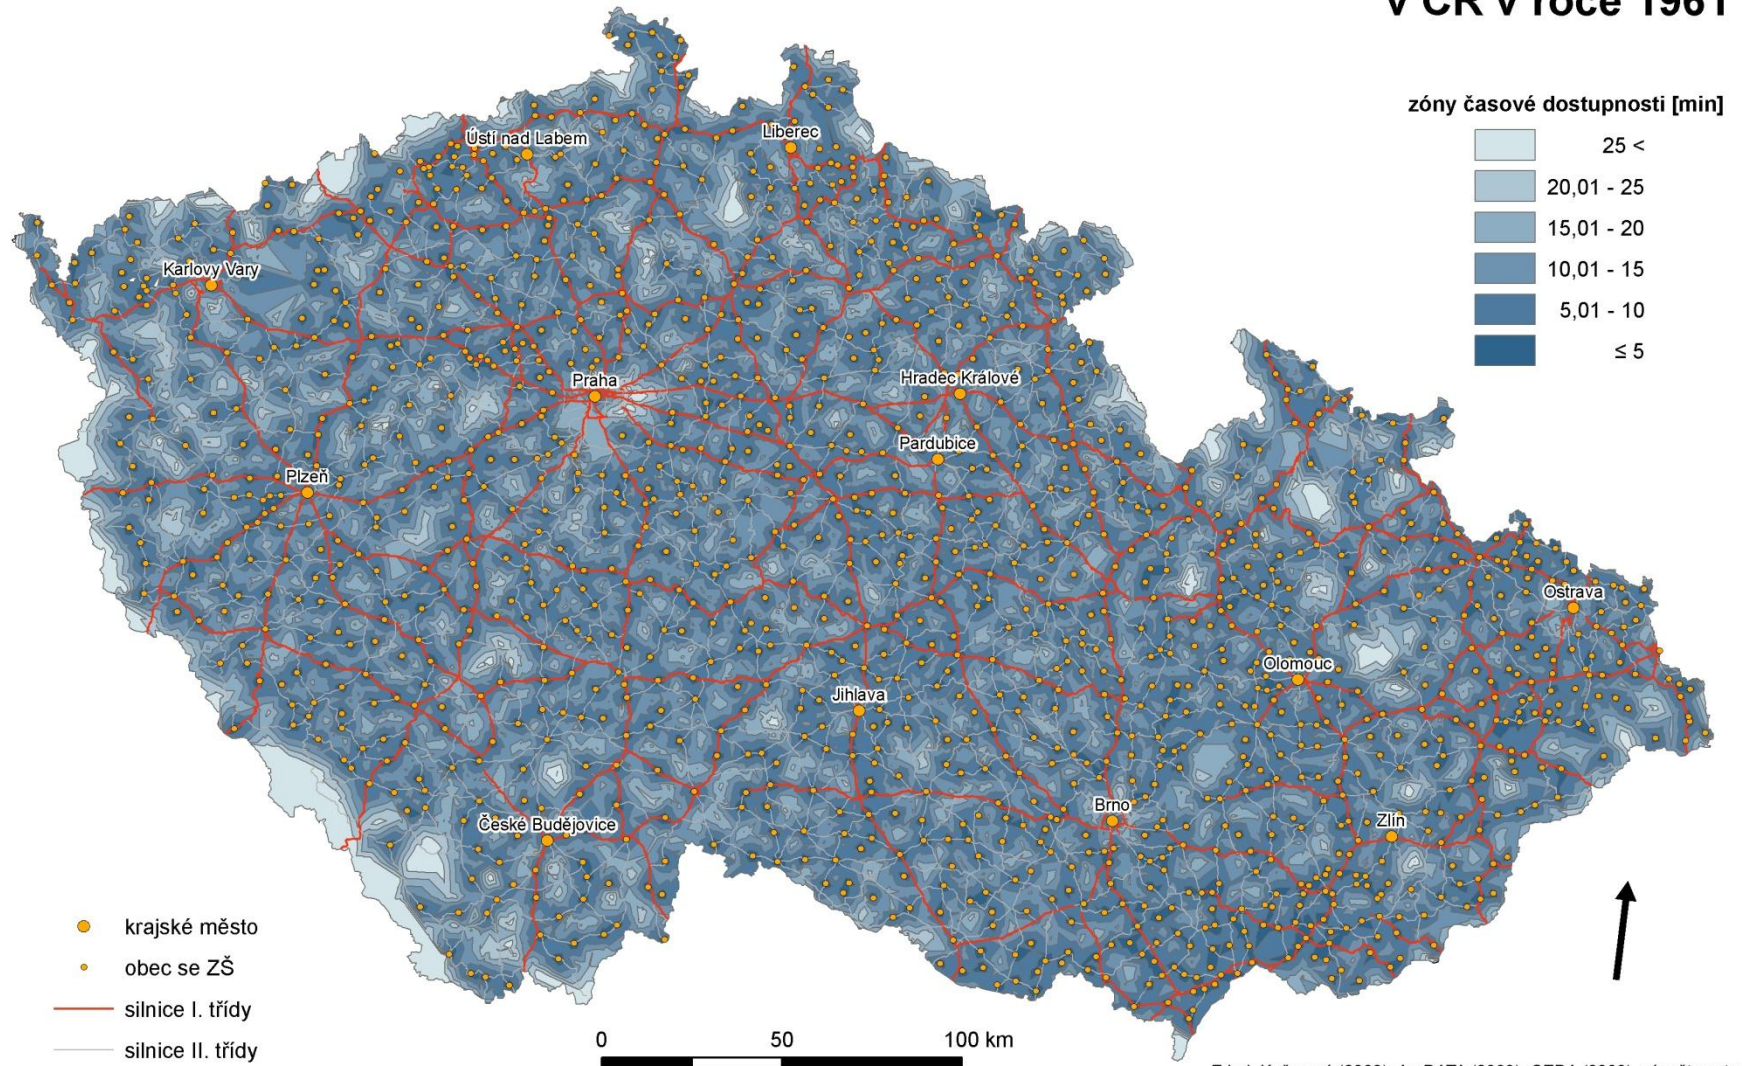 v ČR v roce 1961
zóny časové dostupnosti [min]
25 <
20,01 - 25
15,01 - 20
10,01 - 15
5,01 - 10
≤ 5
Ústí nad Labem
Liberec
Karlovy Vary
Praha
Hradec Králové
Pardubice
Plzeň
Ostrava
Olomouc
Jihlava
Brno
České Budějovice
Zlín
krajské město
obec se ZŠ
silnice I. třídy
silnice II. třídy
0 50 100 km